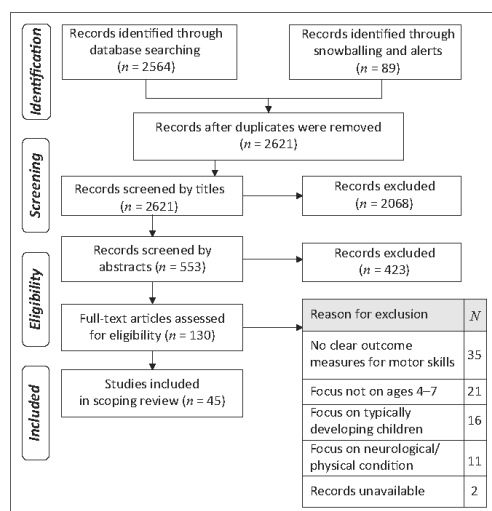 Identification
Records identified through
database searching
(n = 2564)
Records identified through
snowballing and alerts
(n = 89)
Records after duplicates were removed
(n = 2621)
Screening
Records screened by titles
(n = 2621)
Records excluded
(n = 2068)
Records screened by
abstracts (n = 553)
Records excluded
(n = 423)
Eligibility
Full-text articles assessed
for eligibility (n = 130)
Reason for exclusion N
No clear outcome
measures for motor skills 35
Focus not on ages 4–7 21
Focus on typically
developing children 16
Focus on neurological/
physical condition 11
Records unavailable 2
Included
Studies included
in scoping review (n = 45)